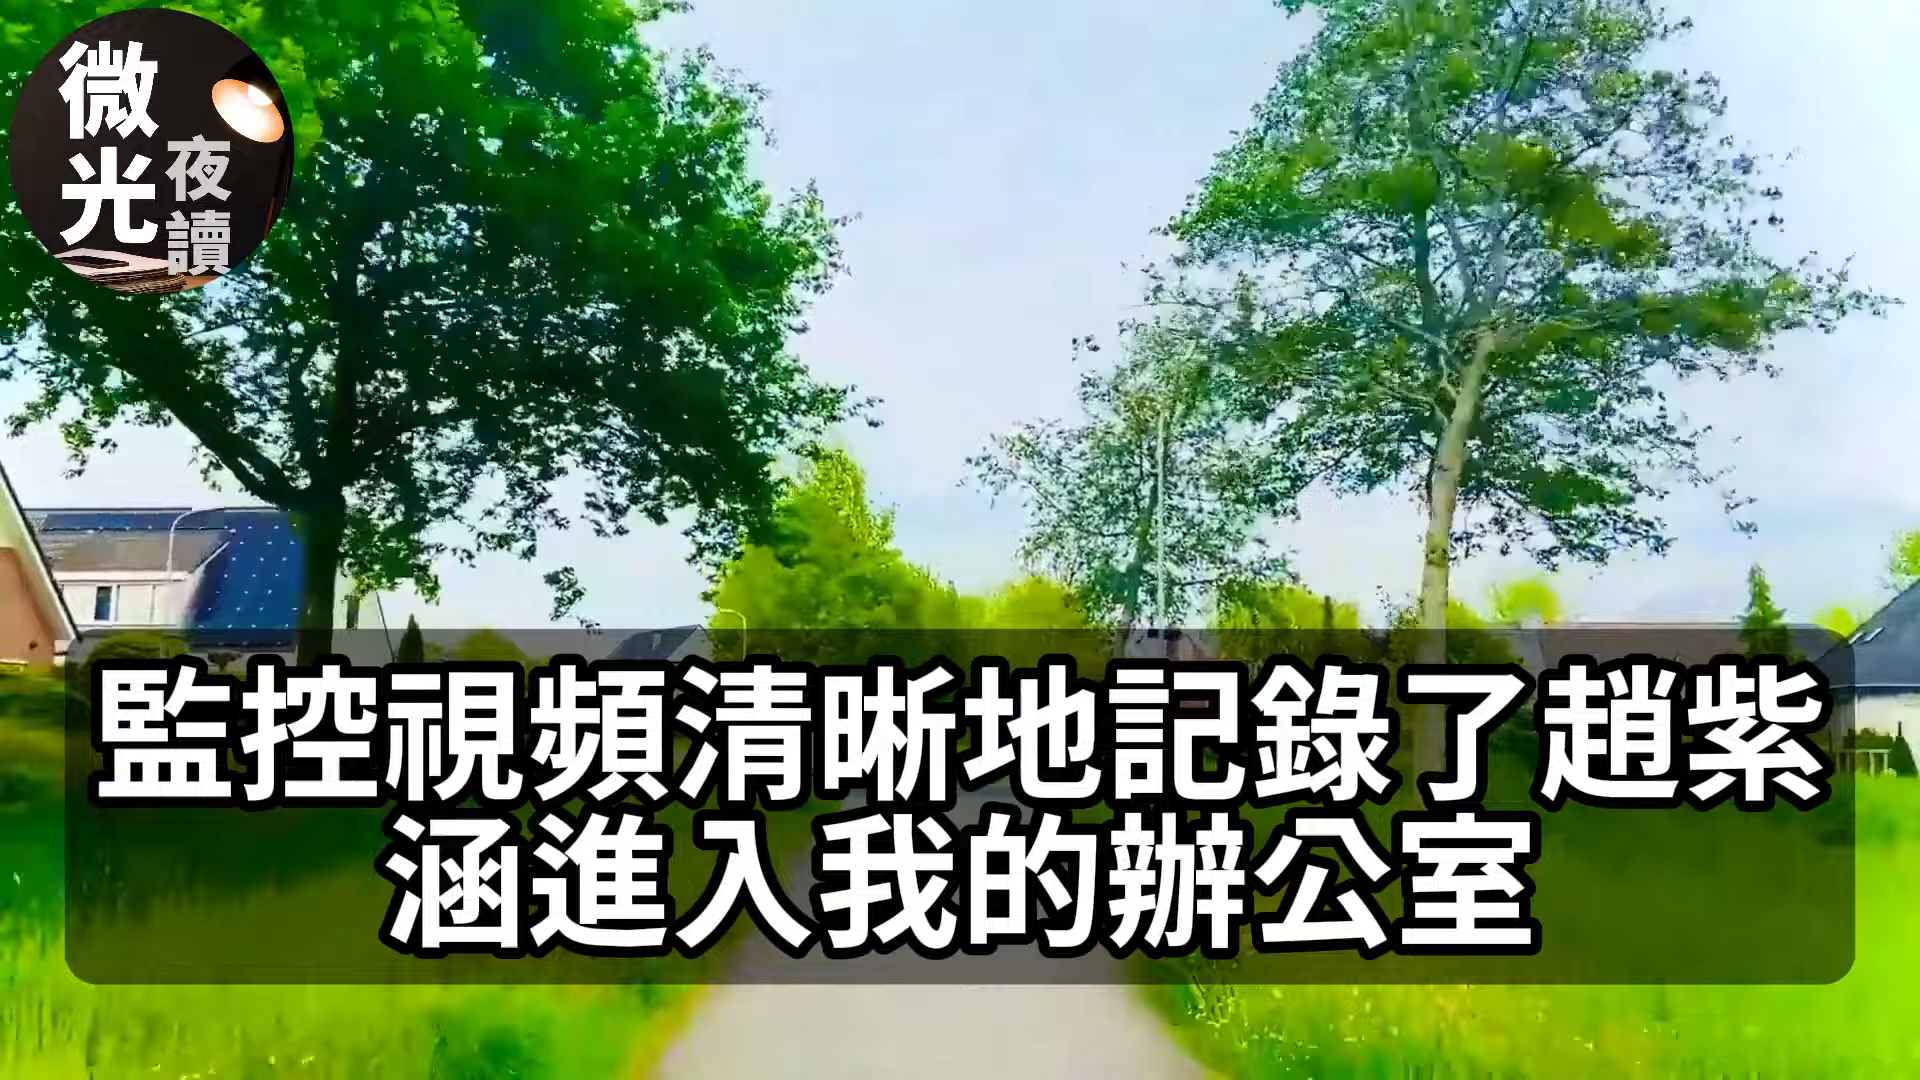 微光
夜讀
監控視頻清晰地記錄了趙紫
涵進入我的辦公室